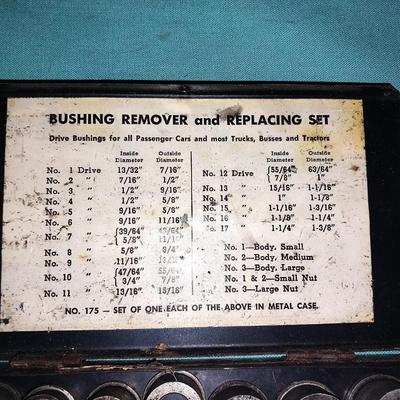 BUSHING REMOVER and REPLACING SET
Drive Bushings for all Passenger Cars and most Trucks, Busses and Tractors
Inside Diameter Outside Diameter
No. 1 Drive 13/32" 7/16"
No. 2 " 7/16" 1/2"
No. 3 " 1/2" 9/16"
No. 4 " 1/2" 5/8"
No. 5 " 9/16" 5/8"
No. 6 " 9/16" 11/16"
No. 7 " {39/64" 43/64"
5/8" 11/16"
No. 8 " 5/8" 3/4"
No. 9 " 11/16"
No. 10 " {47/64" 55/64"
3/4" 7/8"
No. 11 " 13/16" 15/16"
Inside Diameter Outside Diameter
No. 12 Drive {55/64" 63/64"
7/8" 1"
No. 13 " 15/16" 1-1/16"
No. 14 " 1" 1-1/8"
No. 15 " 1-1/16" 1-3/16"
No. 16 " 1-1/8" 1-1/4"
No. 17 " 1-1/4" 1-3/8"
No. 1—Body, Small
No. 2—Body, Medium
No. 3—Body, Large
No. 1 & 2—Small Nut
No. 3—Large Nut
NO. 175 — SET OF ONE EACH OF THE ABOVE IN METAL CASE.